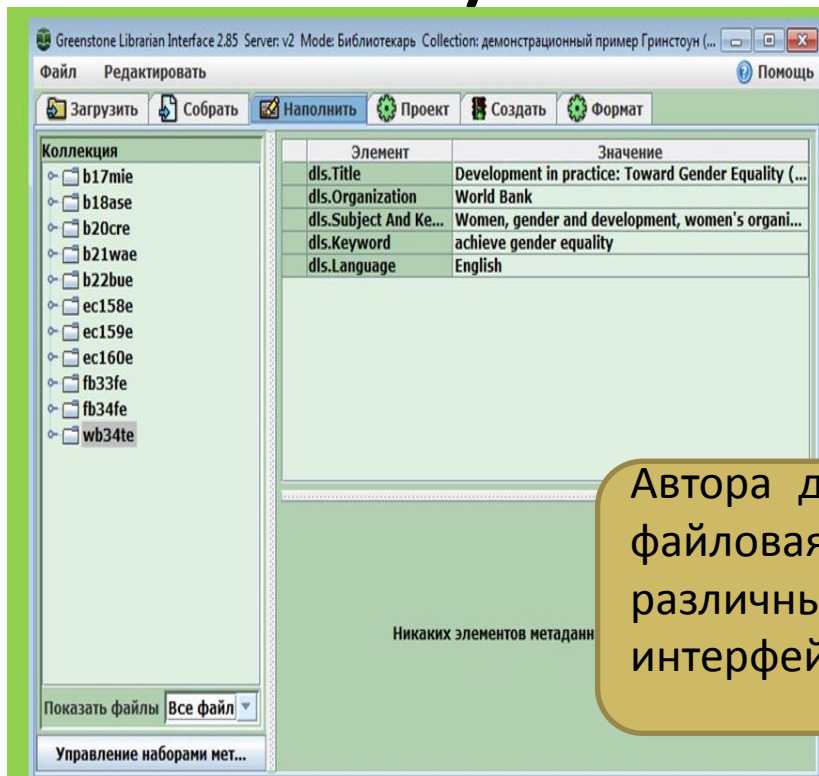 Greenstone Librarian Interface 2.85 Server: v2 Mode: Библиотекарь Collection: демонстрационный пример Гринстоун (...
Файл Редактировать Помощь
Загрузить Собрать Наполнить Проект Создать Формат
Коллекция
b17mie
b18ase
b20cre
b21wae
b22bue
ec158e
ec159e
ec160e
fb33fe
fb34fe
wb34te
Показать файлы Все файл
Управление наборами мет...
Элемент Значение
dls.Title Development in practice: Toward Gender Equality (...
dls.Organization World Bank
dls.Subject And Ke... Women, gender and development, women's organi...
dls.Keyword achieve gender equality
dls.Language English
Никаких элементов метаданн
Автора д
файловая
различны
интерфей